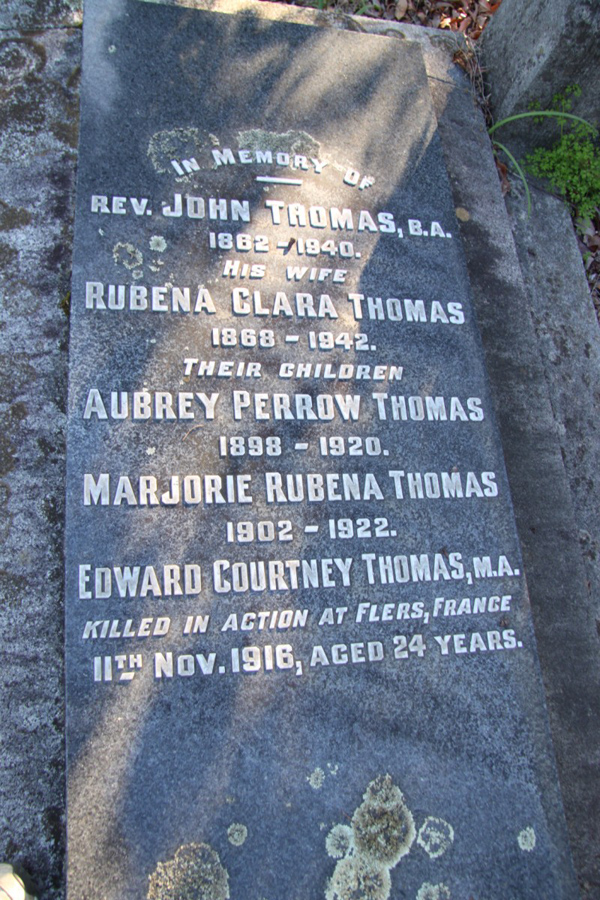 IN MEMORY OF
REV. JOHN THOMAS, B.A.
1862 - 1940.
HIS WIFE
RUBENA CLARA THOMAS
1868 - 1942.
THEIR CHILDREN
AUBREY PERROW THOMAS
1898 - 1920.
MARJORIE RUBENA THOMAS
1902 - 1922.
EDWARD COURTNEY THOMAS, M.A.
KILLED IN ACTION AT FLERS, FRANCE
11TH NOV. 1916, AGED 24 YEARS.